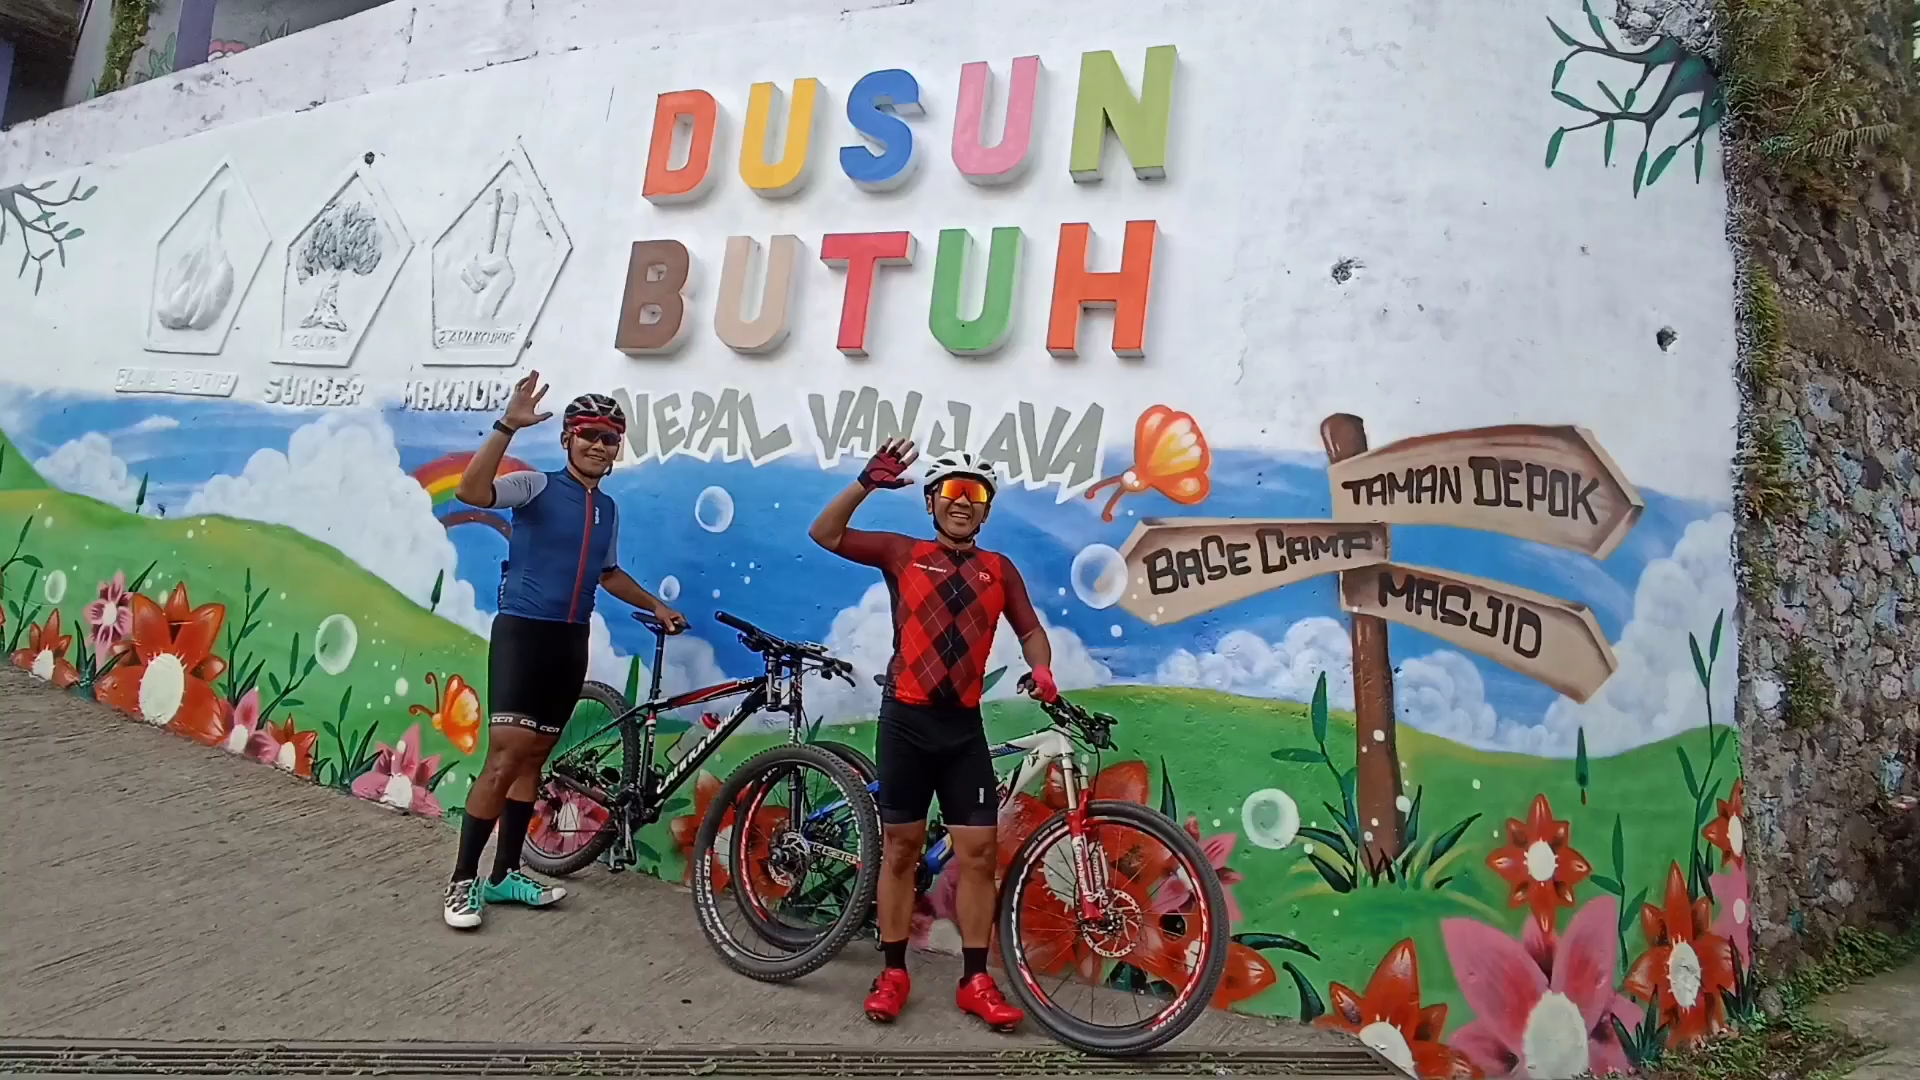 DUSUN
BUTUH
NEPAL VAN JAVA
SUMBER
MAKMUR
TAMAN DEPOK
BASE CAMP
MASJID